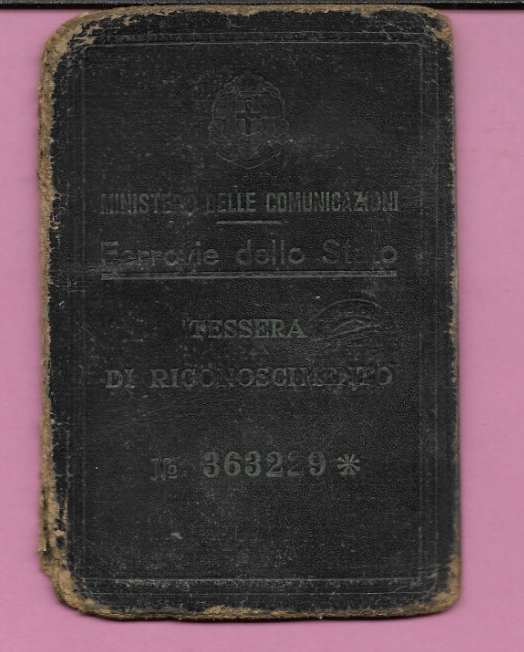 MINISTERO DELLE COMUNICAZIONI
Ferrovie dello Stato
TESSERA
DI RICONOSCIMENTO
No 363229 *